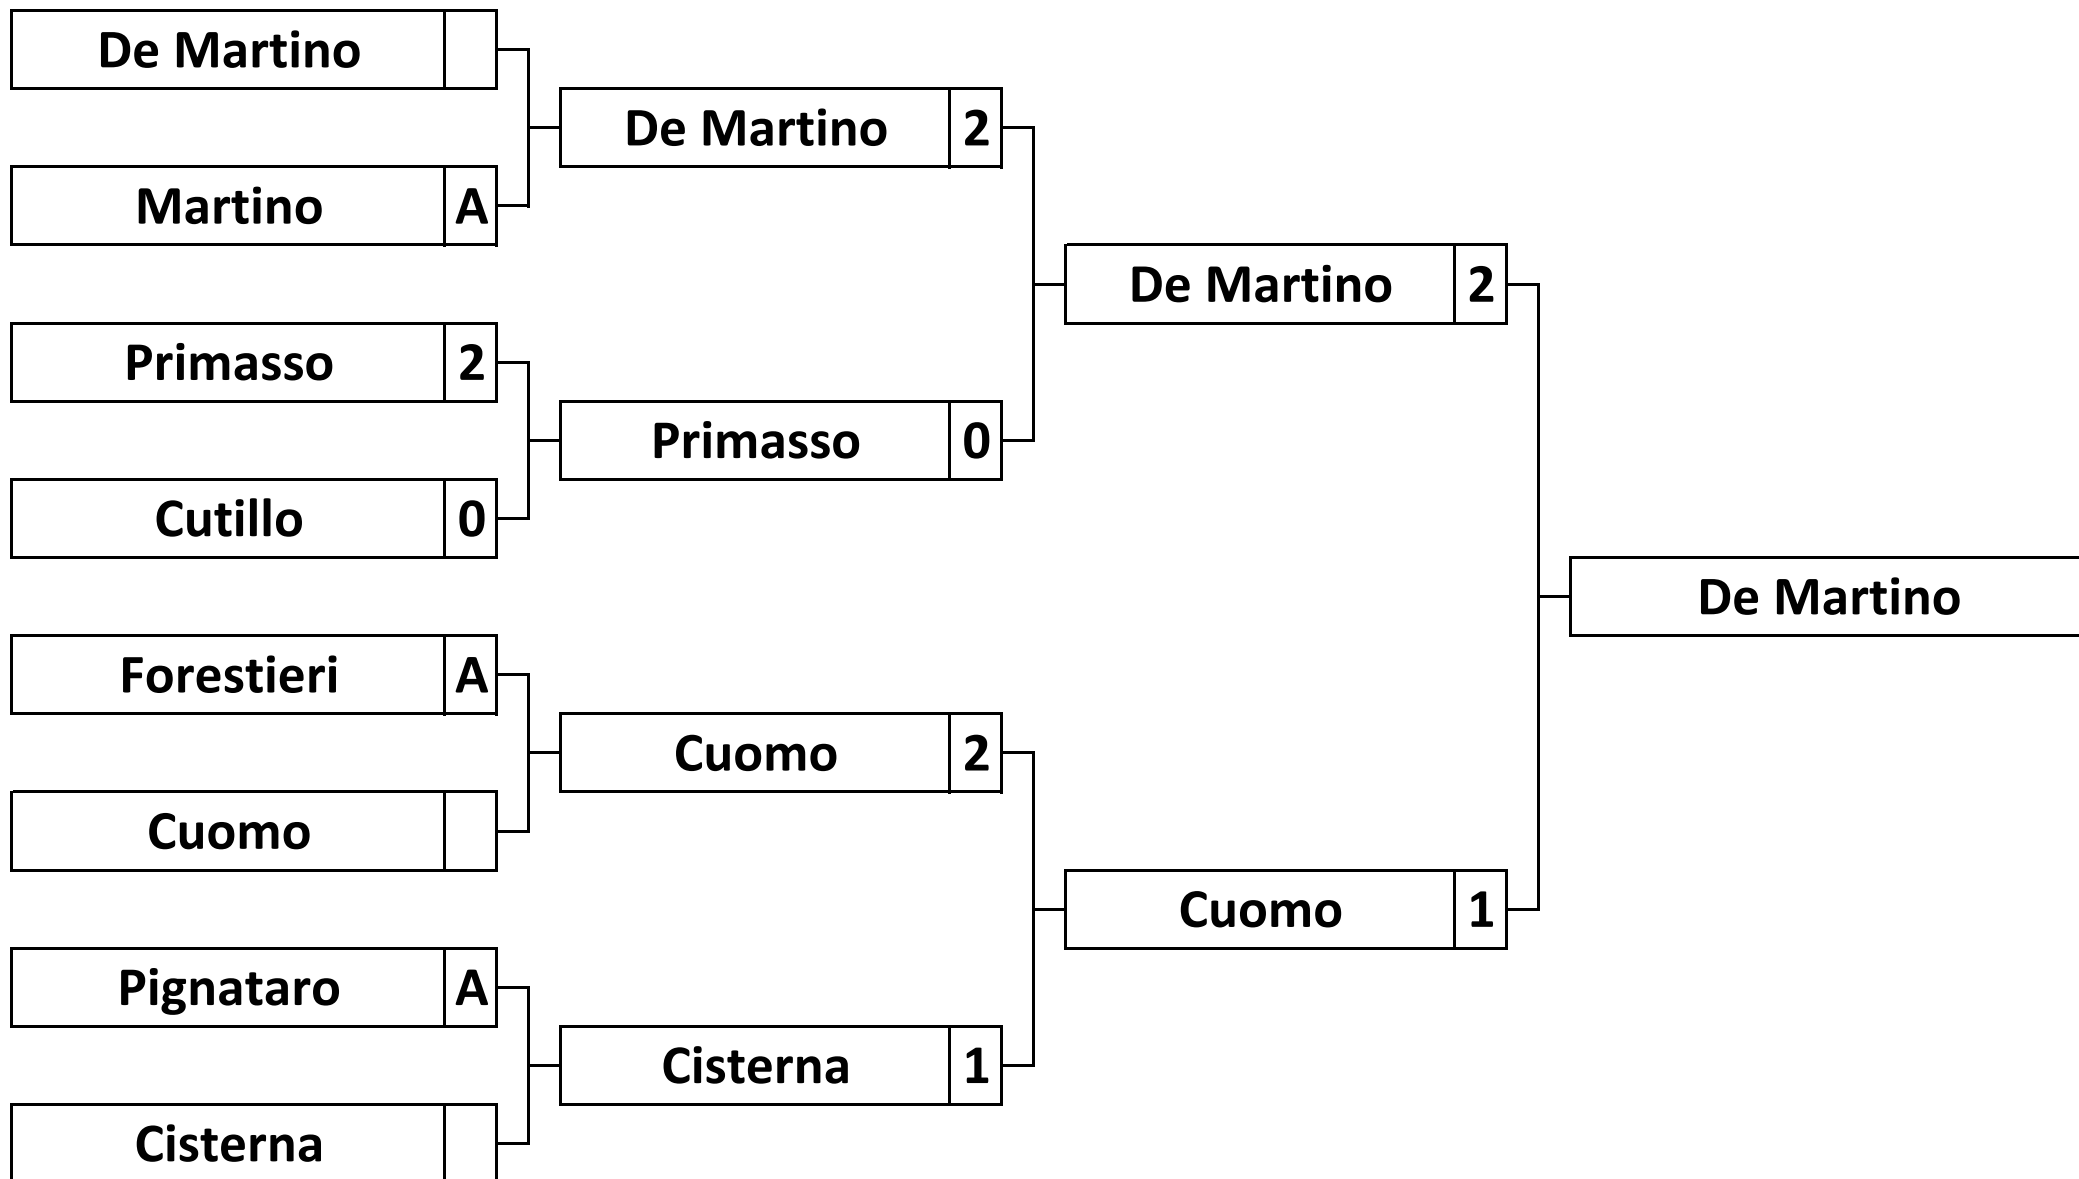 De Martino
De Martino 2
Martino A
De Martino 2
Primasso 2
Primasso 0
Cutillo 0
De Martino
Forestieri A
Cuomo 2
Cuomo
Cuomo 1
Pignataro A
Cisterna 1
Cisterna